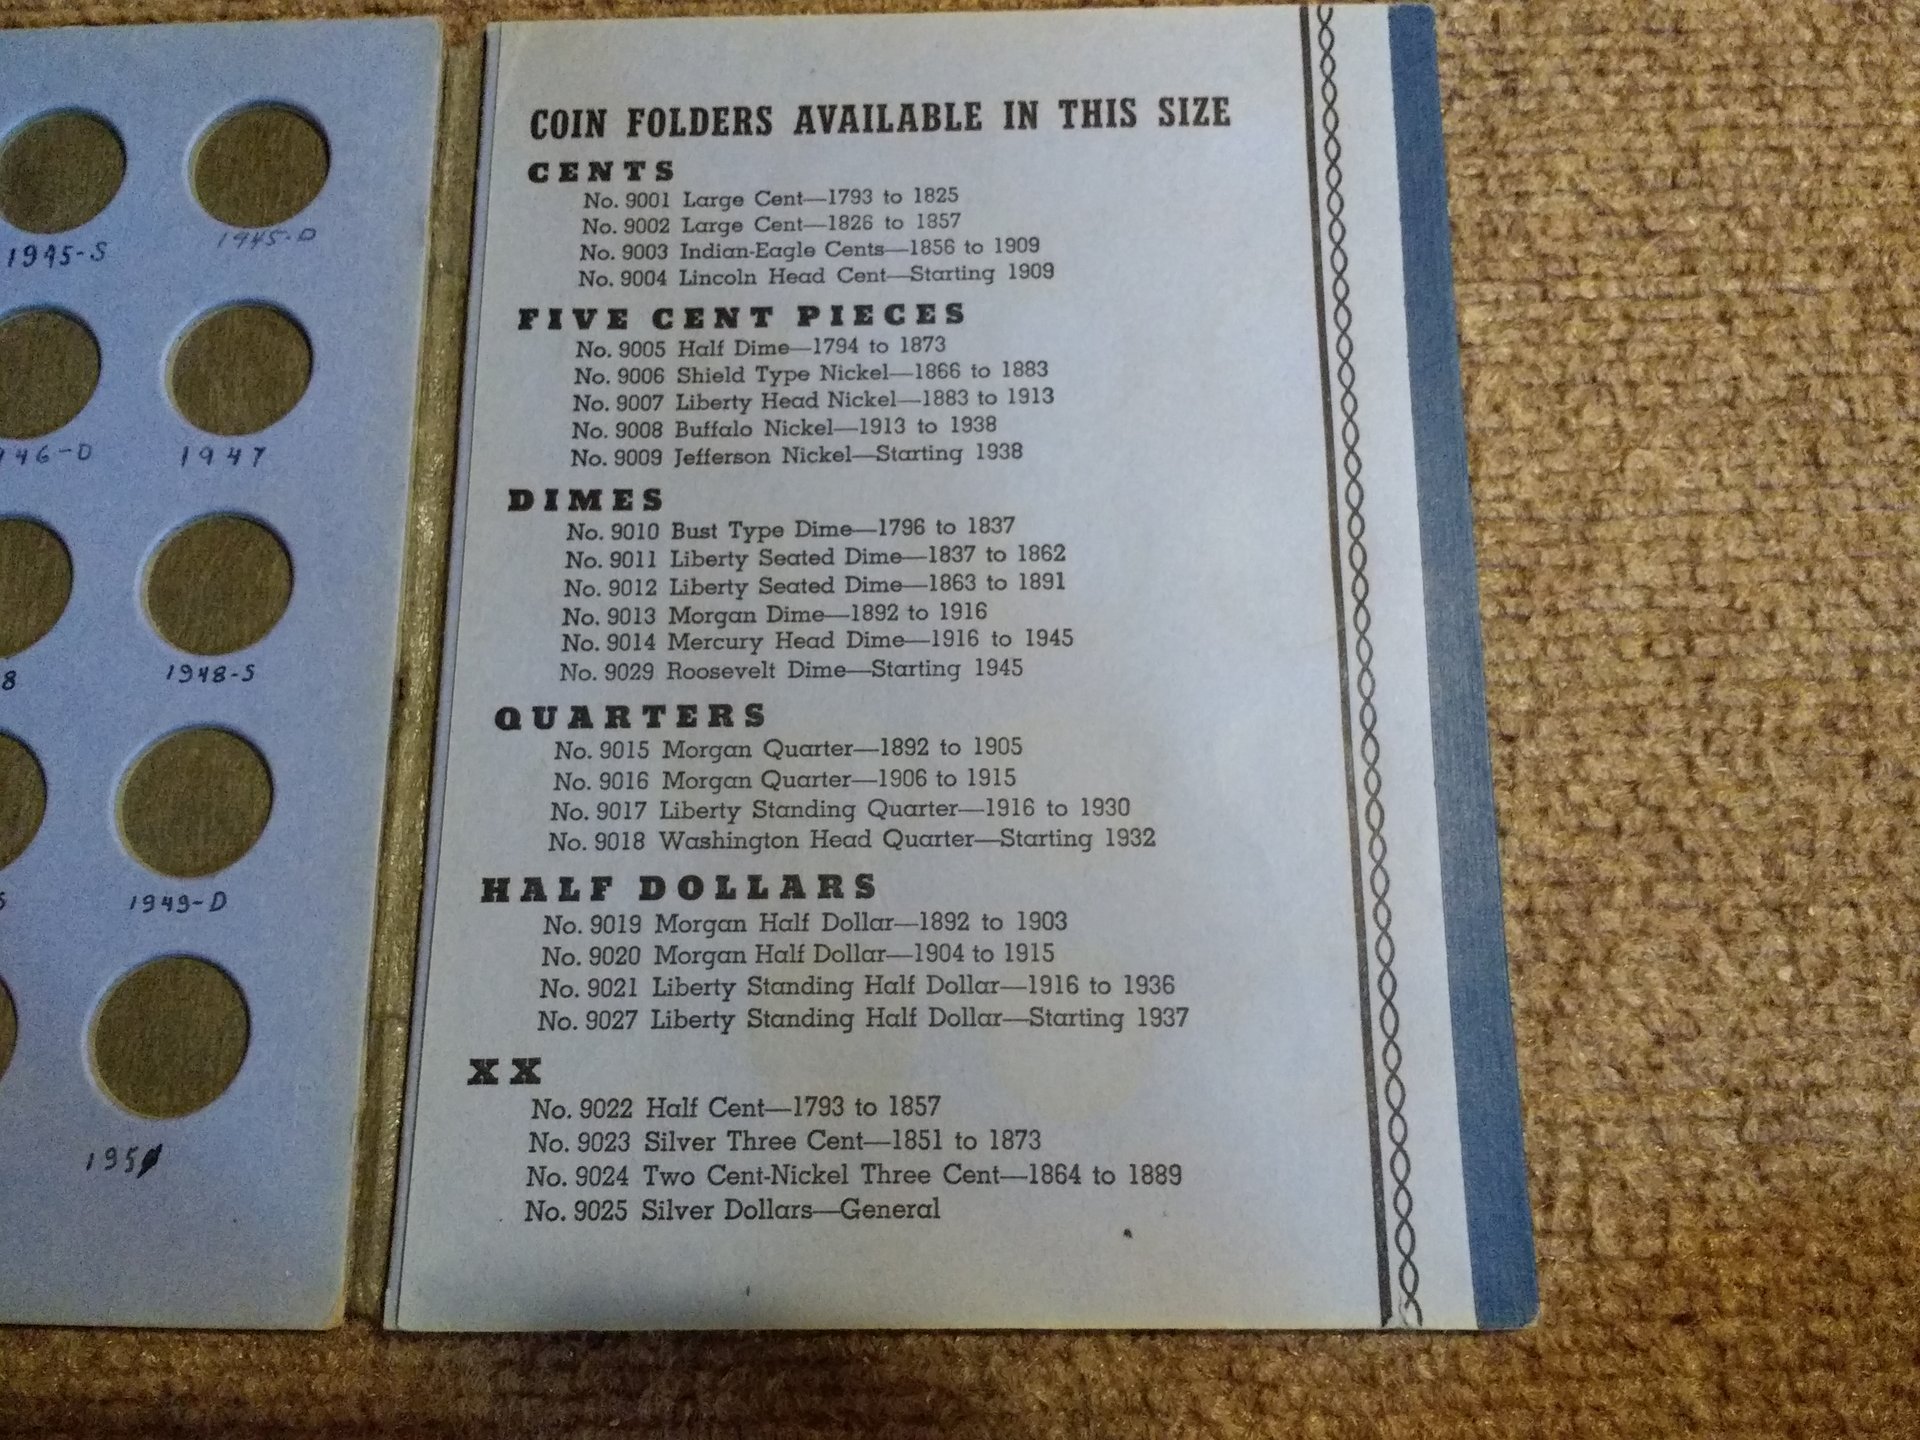 1945-S
1945-D
46-D
1947
8
1948-S
1949-D
195
COIN FOLDERS AVAILABLE IN THIS SIZE
CENTS
No. 9001 Large Cent—1793 to 1825
No. 9002 Large Cent—1826 to 1857
No. 9003 Indian-Eagle Cents—1856 to 1909
No. 9004 Lincoln Head Cent—Starting 1909
FIVE CENT PIECES
No. 9005 Half Dime—1794 to 1873
No. 9006 Shield Type Nickel—1866 to 1883
No. 9007 Liberty Head Nickel—1883 to 1913
No. 9008 Buffalo Nickel—1913 to 1938
No. 9009 Jefferson Nickel—Starting 1938
DIMES
No. 9010 Bust Type Dime—1796 to 1837
No. 9011 Liberty Seated Dime—1837 to 1862
No. 9012 Liberty Seated Dime—1863 to 1891
No. 9013 Morgan Dime—1892 to 1916
No. 9014 Mercury Head Dime—1916 to 1945
No. 9029 Roosevelt Dime—Starting 1945
QUARTERS
No. 9015 Morgan Quarter—1892 to 1905
No. 9016 Morgan Quarter—1906 to 1915
No. 9017 Liberty Standing Quarter—1916 to 1930
No. 9018 Washington Head Quarter—Starting 1932
HALF DOLLARS
No. 9019 Morgan Half Dollar—1892 to 1903
No. 9020 Morgan Half Dollar—1904 to 1915
No. 9021 Liberty Standing Half Dollar—1916 to 1936
No. 9027 Liberty Standing Half Dollar—Starting 1937
XX
No. 9022 Half Cent—1793 to 1857
No. 9023 Silver Three Cent—1851 to 1873
No. 9024 Two Cent-Nickel Three Cent—1864 to 1889
No. 9025 Silver Dollars—General